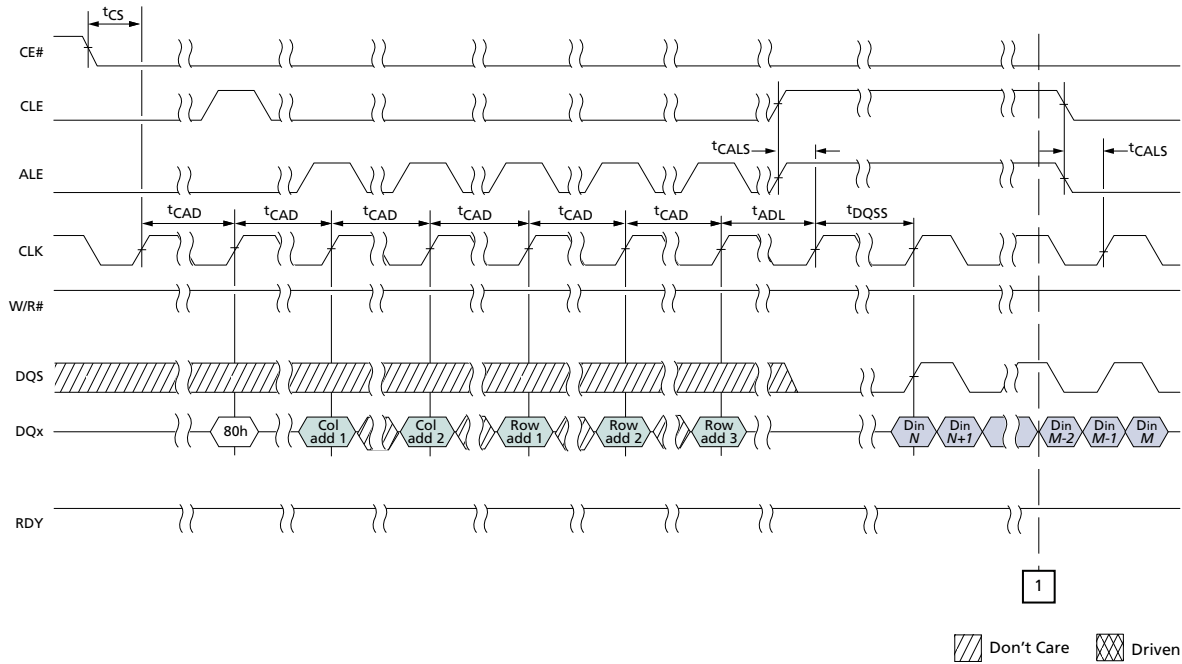 tCS
CE#
CLE
tCALS
tCALS
ALE
tCAD
tCAD
tCAD
tCAD
tCAD
tCAD
tADL
tDQSS
CLK
W/R#
DQS
DQx
80h
Col
add 1
Col
add 2
Row
add 1
Row
add 2
Row
add 3
Din
N
Din
N+1
Din
M-2
Din
M-1
Din
M
RDY
1
Don't Care
Driven